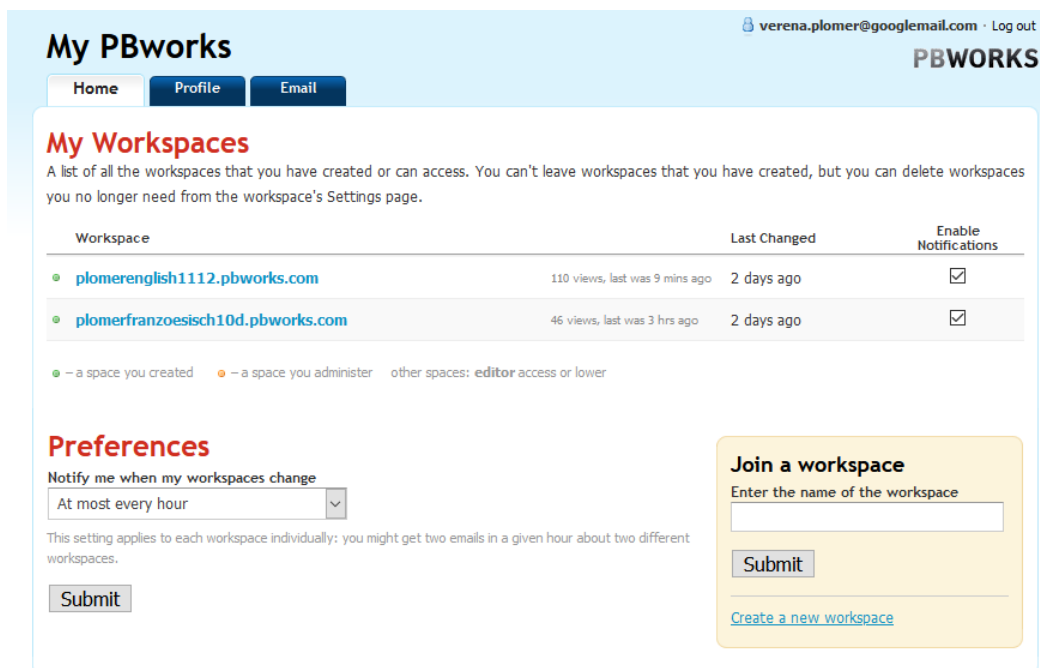 verena.plomer@googlemail.com · Log out
My PBworks
PBWORKS
Home Profile Email
My Workspaces
A list of all the workspaces that you have created or can access. You can't leave workspaces that you have created, but you can delete workspaces
you no longer need from the workspace's Settings page.
Workspace Last Changed Enable
Notifications
plomerenglish1112.pbworks.com 110 views, last was 9 mins ago 2 days ago
plomerfranzoesisch10d.pbworks.com 46 views, last was 3 hrs ago 2 days ago
– a space you created – a space you administer other spaces: editor access or lower
Preferences
Notify me when my workspaces change
At most every hour
This setting applies to each workspace individually: you might get two emails in a given hour about two different
workspaces.
Submit
Join a workspace
Enter the name of the workspace
Submit
Create a new workspace